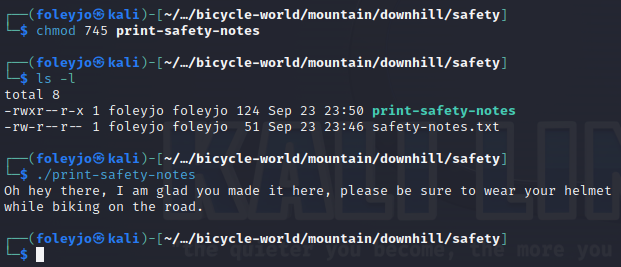 ┌──(foleyjo㉿kali)-[~/…/bicycle-world/mountain/downhill/safety]
└─$ chmod 745 print-safety-notes
┌──(foleyjo㉿kali)-[~/…/bicycle-world/mountain/downhill/safety]
└─$ ls -l
total 8
-rwxr--r-x 1 foleyjo foleyjo 124 Sep 23 23:50 print-safety-notes
-rw-r--r-- 1 foleyjo foleyjo  51 Sep 23 23:46 safety-notes.txt
┌──(foleyjo㉿kali)-[~/…/bicycle-world/mountain/downhill/safety]
└─$ ./print-safety-notes
Oh hey there, I am glad you made it here, please be sure to wear your helmet
while biking on the road.
┌──(foleyjo㉿kali)-[~/…/bicycle-world/mountain/downhill/safety]
└─$
the quieter you become, the more you